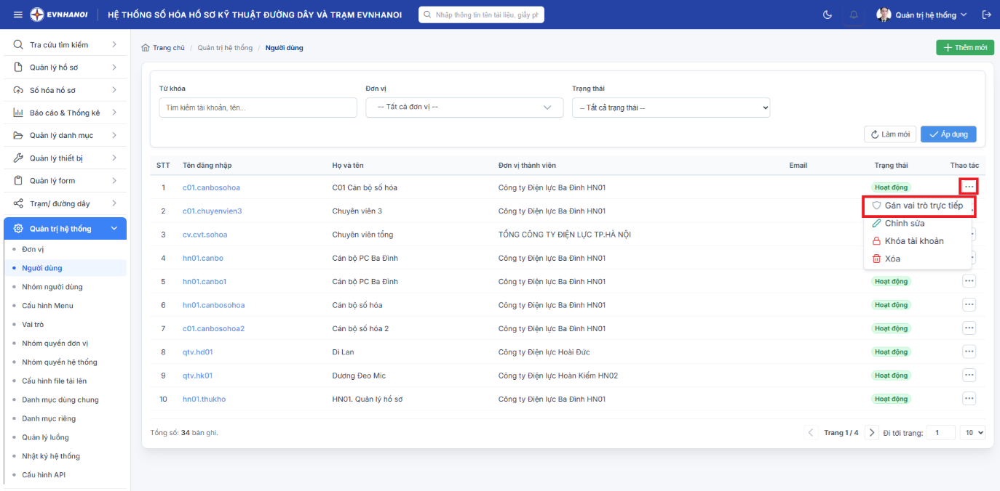 EVNHANOI
HỆ THỐNG SỐ HÓA HỒ SƠ KỸ THUẬT ĐƯỜNG DÂY VÀ TRẠM EVNHANOI
Nhập thông tin tên tài liệu, giấy ph
Quản trị hệ thống
Tra cứu tìm kiếm
Quản lý hồ sơ
Số hóa hồ sơ
Báo cáo & Thống kê
Quản lý danh mục
Quản lý thiết bị
Quản lý form
Trạm/ đường dây
Quản trị hệ thống
Đơn vị
Người dùng
Nhóm người dùng
Cấu hình Menu
Vai trò
Nhóm quyền đơn vị
Nhóm quyền hệ thống
Cấu hình file tải lên
Danh mục dùng chung
Danh mục riêng
Quản lý luồng
Nhật ký hệ thống
Cấu hình API
Trang chủ / Quản trị hệ thống / Người dùng
Thêm mới
Từ khóa
Đơn vị
Trạng thái
Tìm kiếm tài khoản, tên...
-- Tất cả đơn vị --
-- Tất cả trạng thái --
Làm mới
Áp dụng
STT Tên đăng nhập Họ và tên Đơn vị thành viên Email Trạng thái Thao tác
1 c01.canbosohoa C01 Cán bộ số hóa Công ty Điện lực Ba Đình HN01 Hoạt động ...
2 c01.chuyenvien3 Chuyên viên 3 Công ty Điện lực Ba Đình HN01
3 cv.cvt.sohoa Chuyên viên tổng TỔNG CÔNG TY ĐIỆN LỰC TP.HÀ NỘI
4 hn01.canbo Cán bộ PC Ba Đình Công ty Điện lực Ba Đình HN01
Gán vai trò trực tiếp
Chỉnh sửa
Khóa tài khoản
Xóa
5 hn01.canbo1 Cán bộ PC Ba Đình Công ty Điện lực Ba Đình HN01 Hoạt động ...
6 hn01.canbosohoa Cán bộ số hóa Công ty Điện lực Ba Đình HN01 Hoạt động ...
7 c01.canbosohoa2 Cán bộ số hóa 2 Công ty Điện lực Ba Đình HN01 Hoạt động ...
8 qtv.hd01 Dì Lan Công ty Điện lực Hoài Đức Hoạt động ...
9 qtv.hk01 Dương Đeo Mic Công ty Điện lực Hoàn Kiếm HN02 Hoạt động ...
10 hn01.thukho HN01. Quản lý hồ sơ Công ty Điện lực Ba Đình HN01 Hoạt động ...
Tổng số: 34 bản ghi.
Trang 1 / 4
Đi tới trang: 1
10